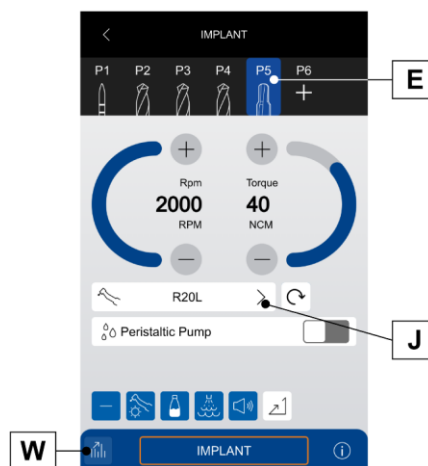 IMPLANT
P1 P2 P3 P4 P5 P6
E
Rpm Torque
2000 40
RPM NCM
R20L
J
Peristaltic Pump
W
IMPLANT